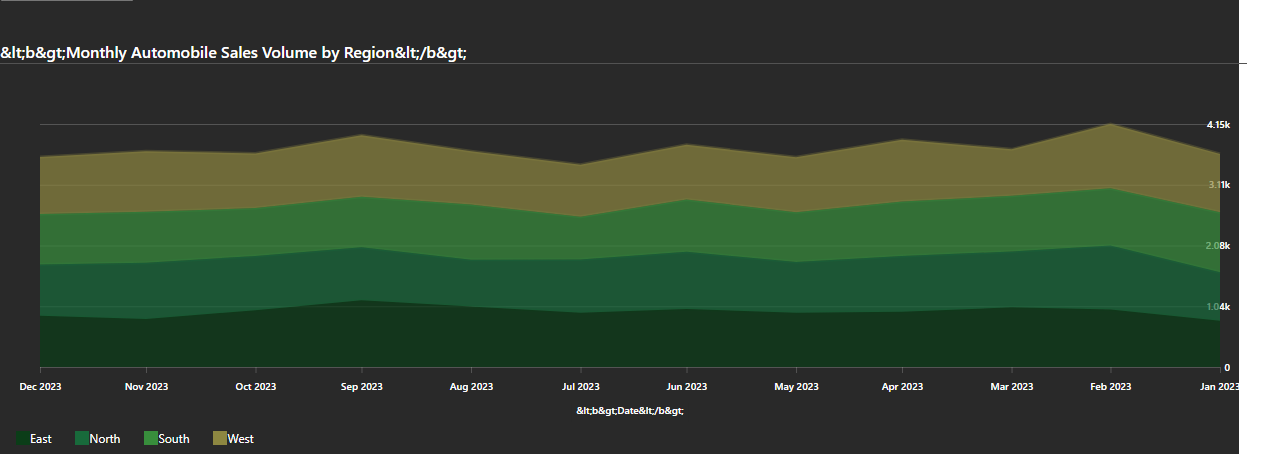 &lt;b&gt;Monthly Automobile Sales Volume by Region&lt;/b&gt;
4.15k
3.11k
2.08k
1.04k
0
Dec 2023 Nov 2023 Oct 2023 Sep 2023 Aug 2023 Jul 2023 Jun 2023 May 2023 Apr 2023 Mar 2023 Feb 2023 Jan 2023
&lt;b&gt;Date&lt;/b&gt;
East North South West